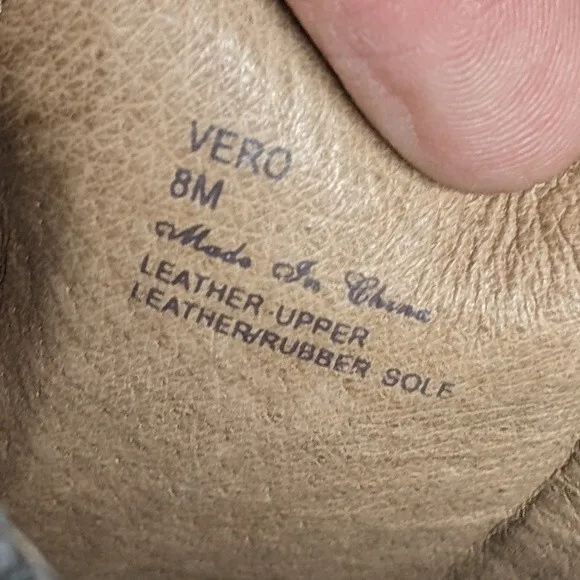 VERO
8M
Made In China
LEATHER UPPER
LEATHER/RUBBER SOLE